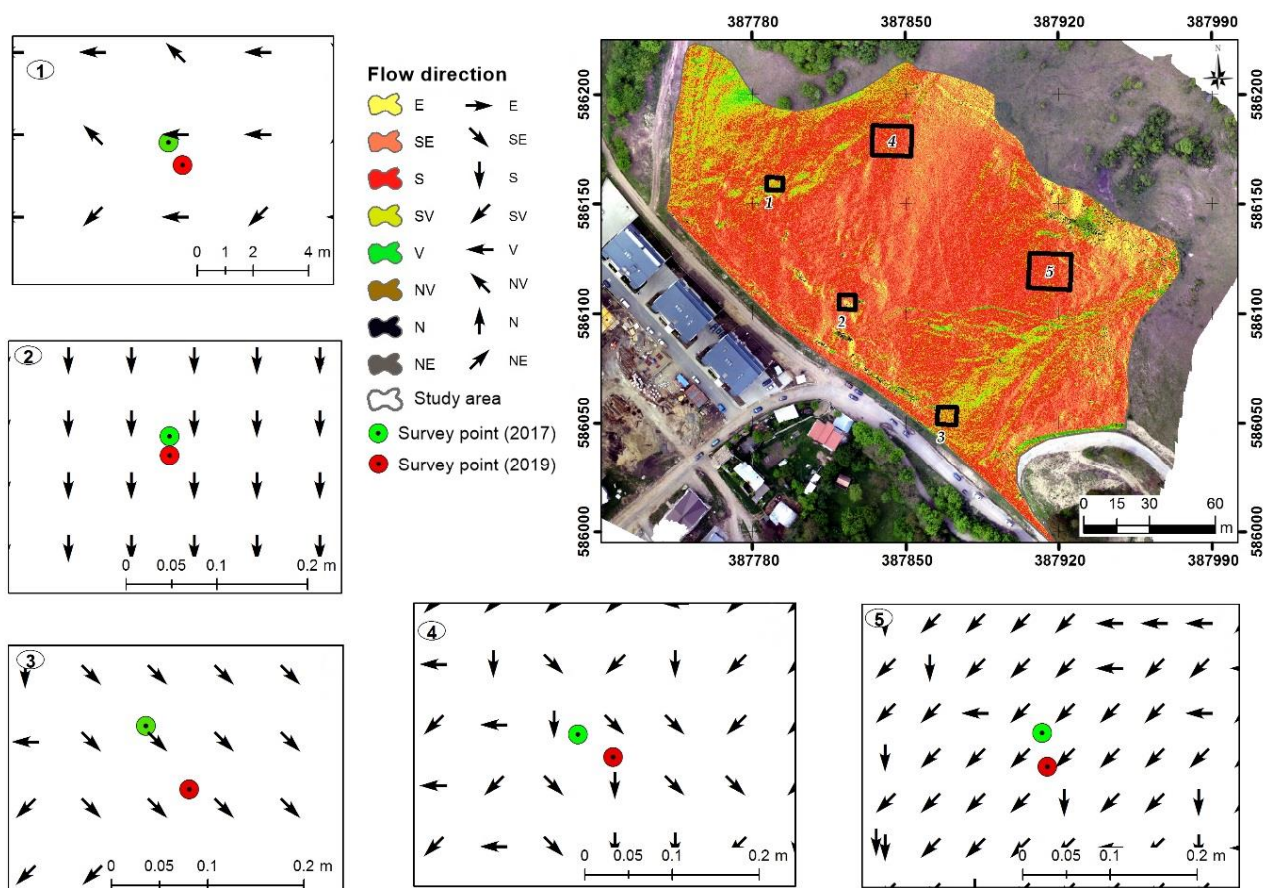 1
0 1 2 4 m
2
0 0.05 0.1 0.2 m
3
0 0.05 0.1 0.2 m
Flow direction
E E
SE SE
S S
SV SV
V V
NV NV
N N
NE NE
Study area
Survey point (2017)
Survey point (2019)
387780 387850 387920 387990
N
586200 586200
586150 586150
586100 586100
586050 586050
586000 586000
4
1
5
2
3
0 15 30 60
m
387780 387850 387920 387990
4
0 0.05 0.1 0.2 m
5
0 0.05 0.1 0.2 m